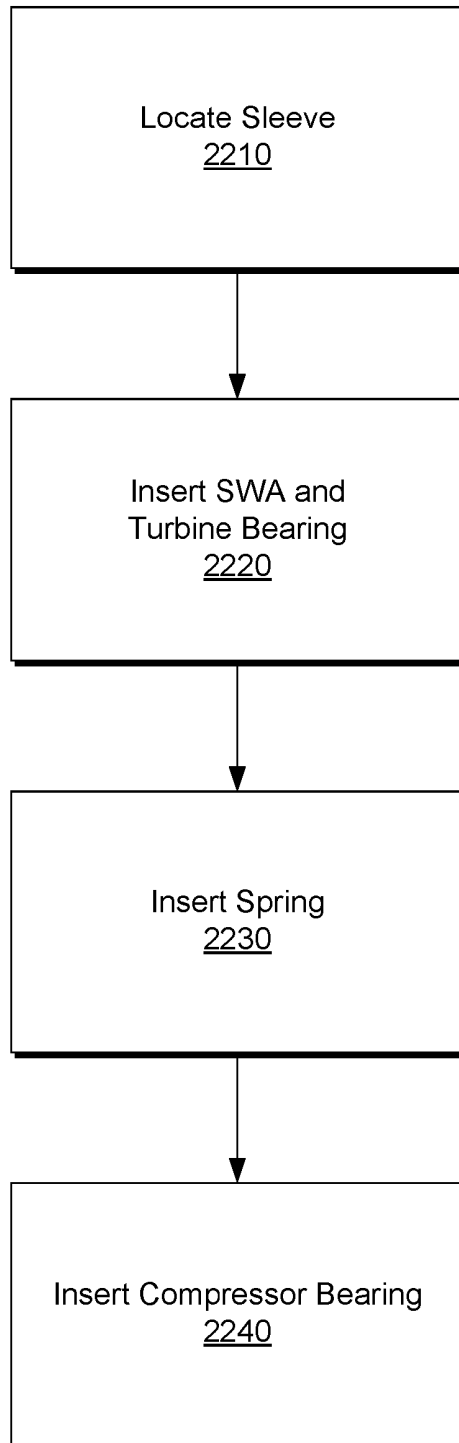 Locate Sleeve
2210
Insert SWA and
Turbine Bearing
2220
Insert Spring
2230
Insert Compressor Bearing
2240